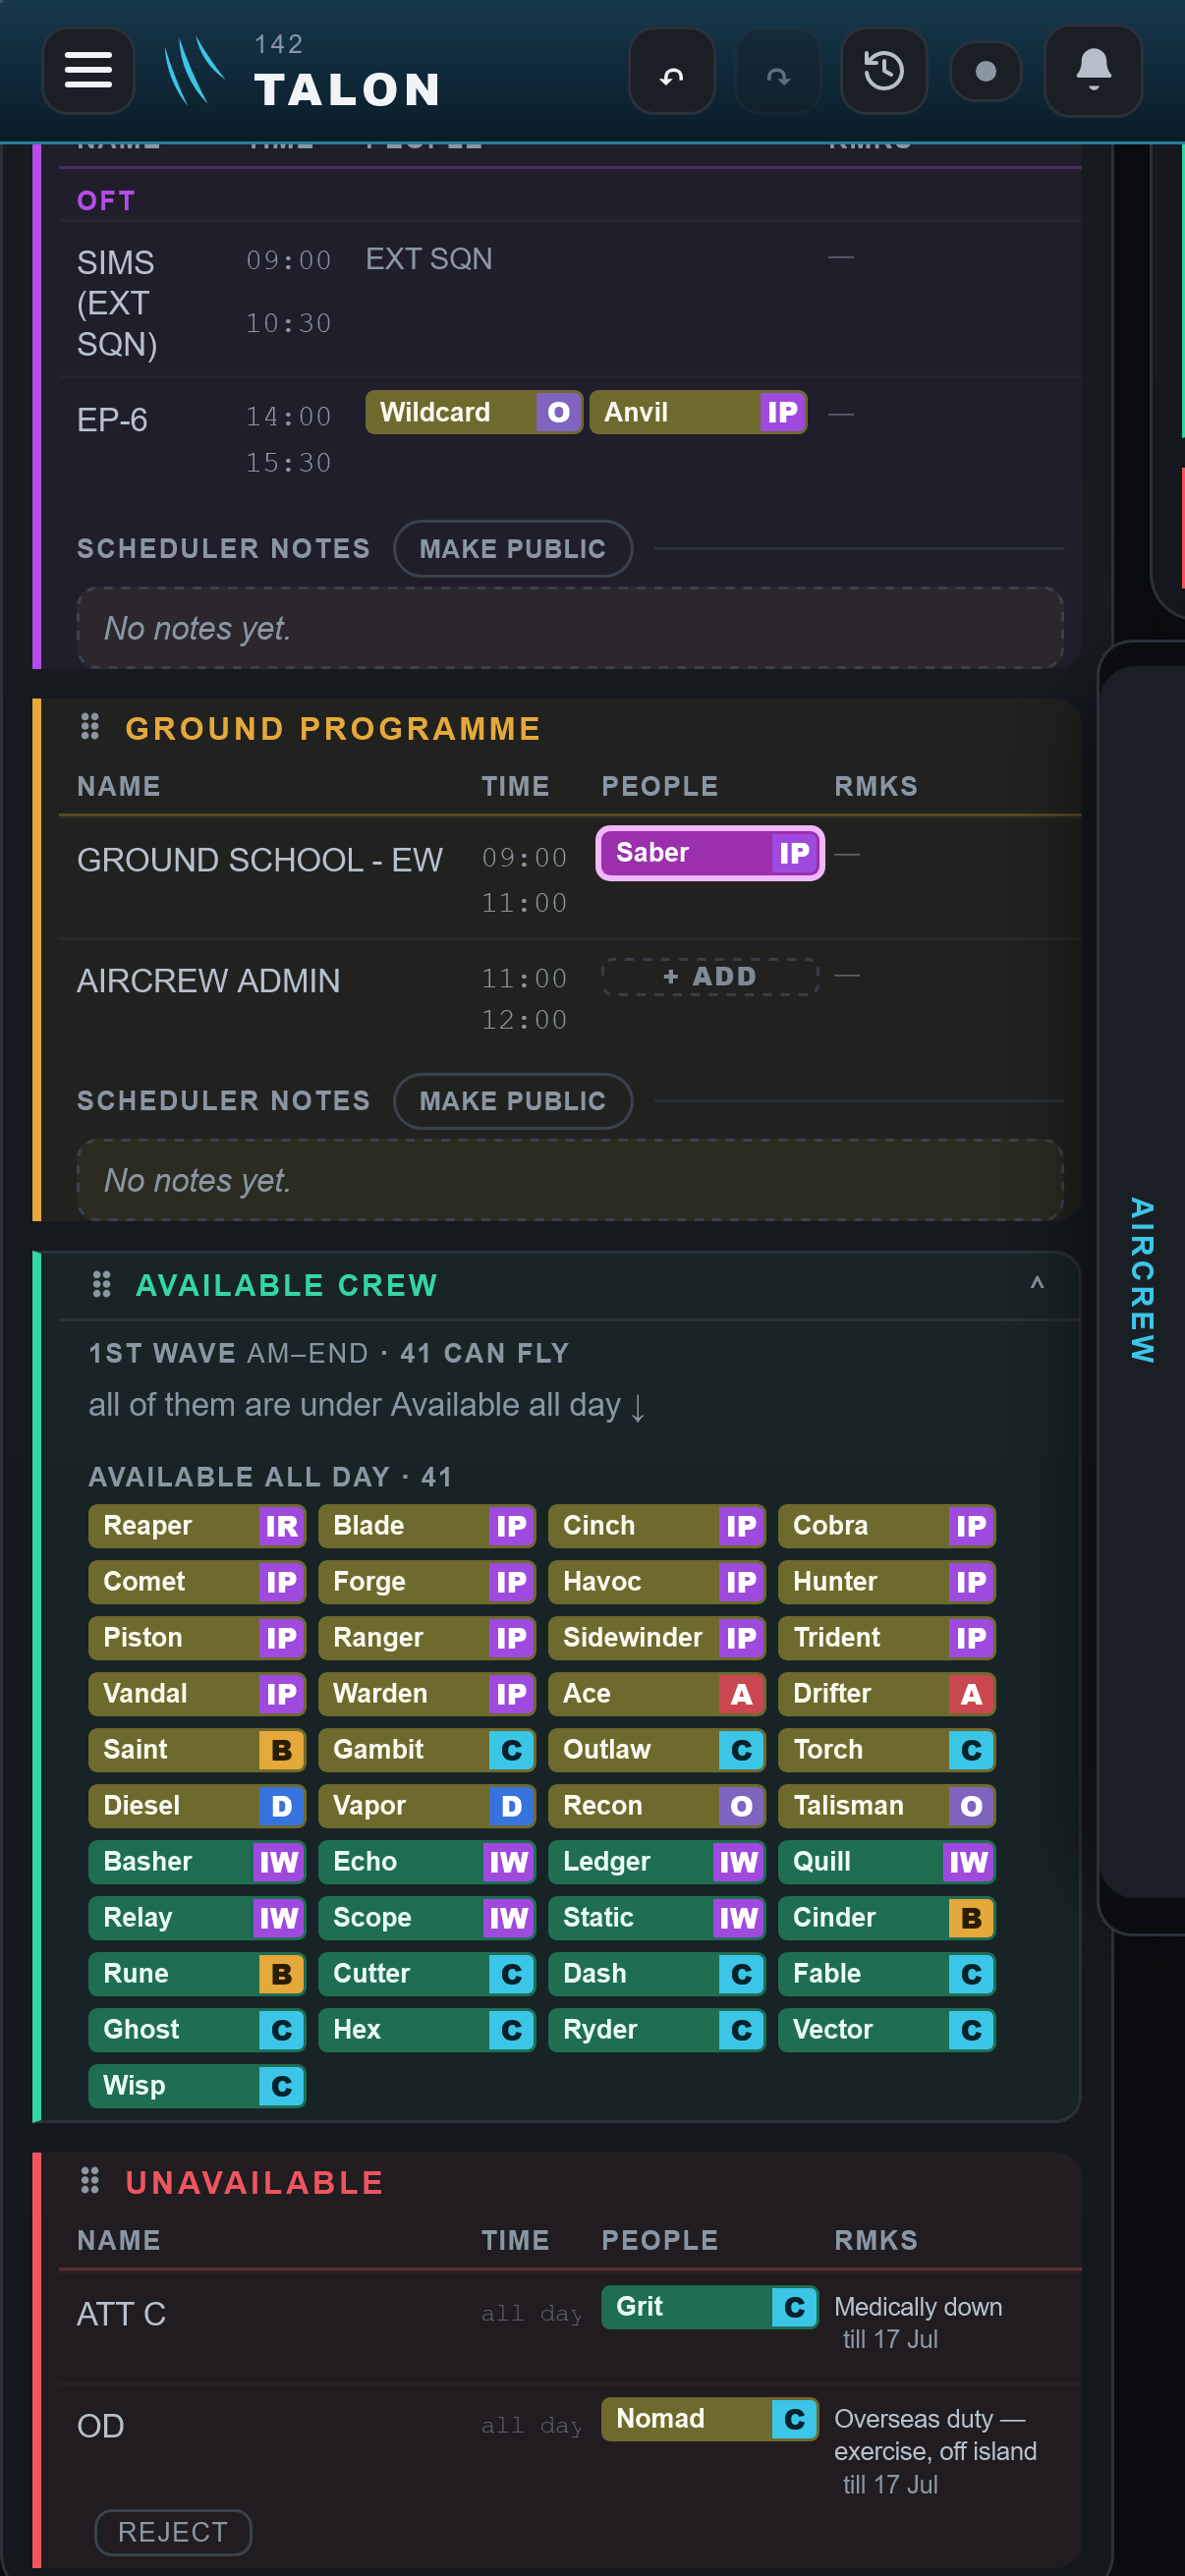 142
TALON
NAME TIME PEOPLE RMKS
OFT
SIMS (EXT SQN) 09:00 10:30 EXT SQN —
EP-6 14:00 15:30 Wildcard O Anvil IP —
SCHEDULER NOTES MAKE PUBLIC
No notes yet.
GROUND PROGRAMME
NAME TIME PEOPLE RMKS
GROUND SCHOOL - EW 09:00 11:00 Saber IP —
AIRCREW ADMIN 11:00 12:00 + ADD —
SCHEDULER NOTES MAKE PUBLIC
No notes yet.
AIRCREW
AVAILABLE CREW ^
1ST WAVE AM–END · 41 CAN FLY
all of them are under Available all day ↓
AVAILABLE ALL DAY · 41
Reaper IR Blade IP Cinch IP Cobra IP
Comet IP Forge IP Havoc IP Hunter IP
Piston IP Ranger IP Sidewinder IP Trident IP
Vandal IP Warden IP Ace A Drifter A
Saint B Gambit C Outlaw C Torch C
Diesel D Vapor D Recon O Talisman O
Basher IW Echo IW Ledger IW Quill IW
Relay IW Scope IW Static IW Cinder B
Rune B Cutter C Dash C Fable C
Ghost C Hex C Ryder C Vector C
Wisp C
UNAVAILABLE
NAME TIME PEOPLE RMKS
ATT C all day Grit C Medically down
till 17 Jul
OD all day Nomad C Overseas duty —
exercise, off island
till 17 Jul
REJECT